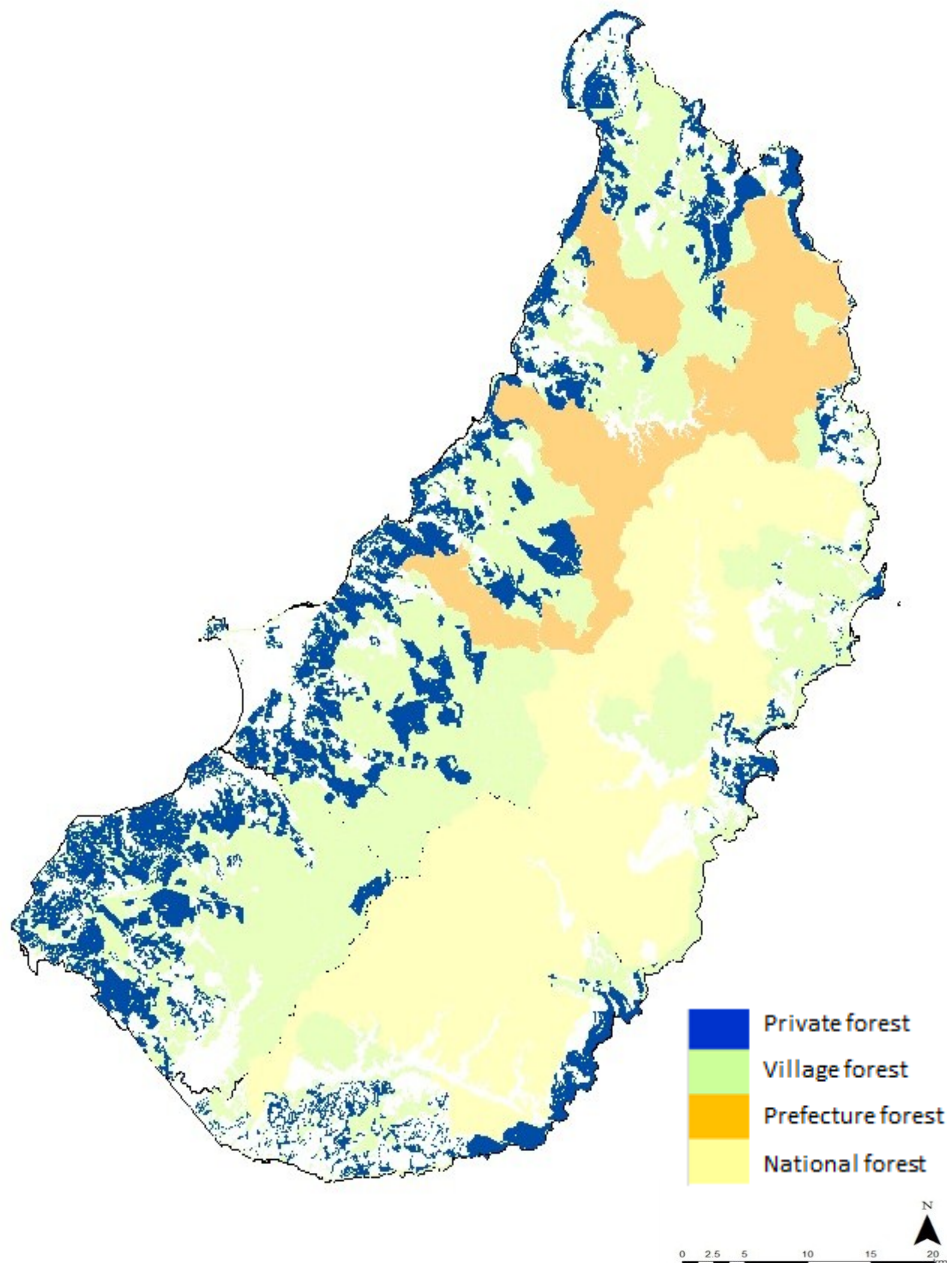 Private forest
Village forest
Prefecture forest
National forest
N
0 2.5 5 10 15 20